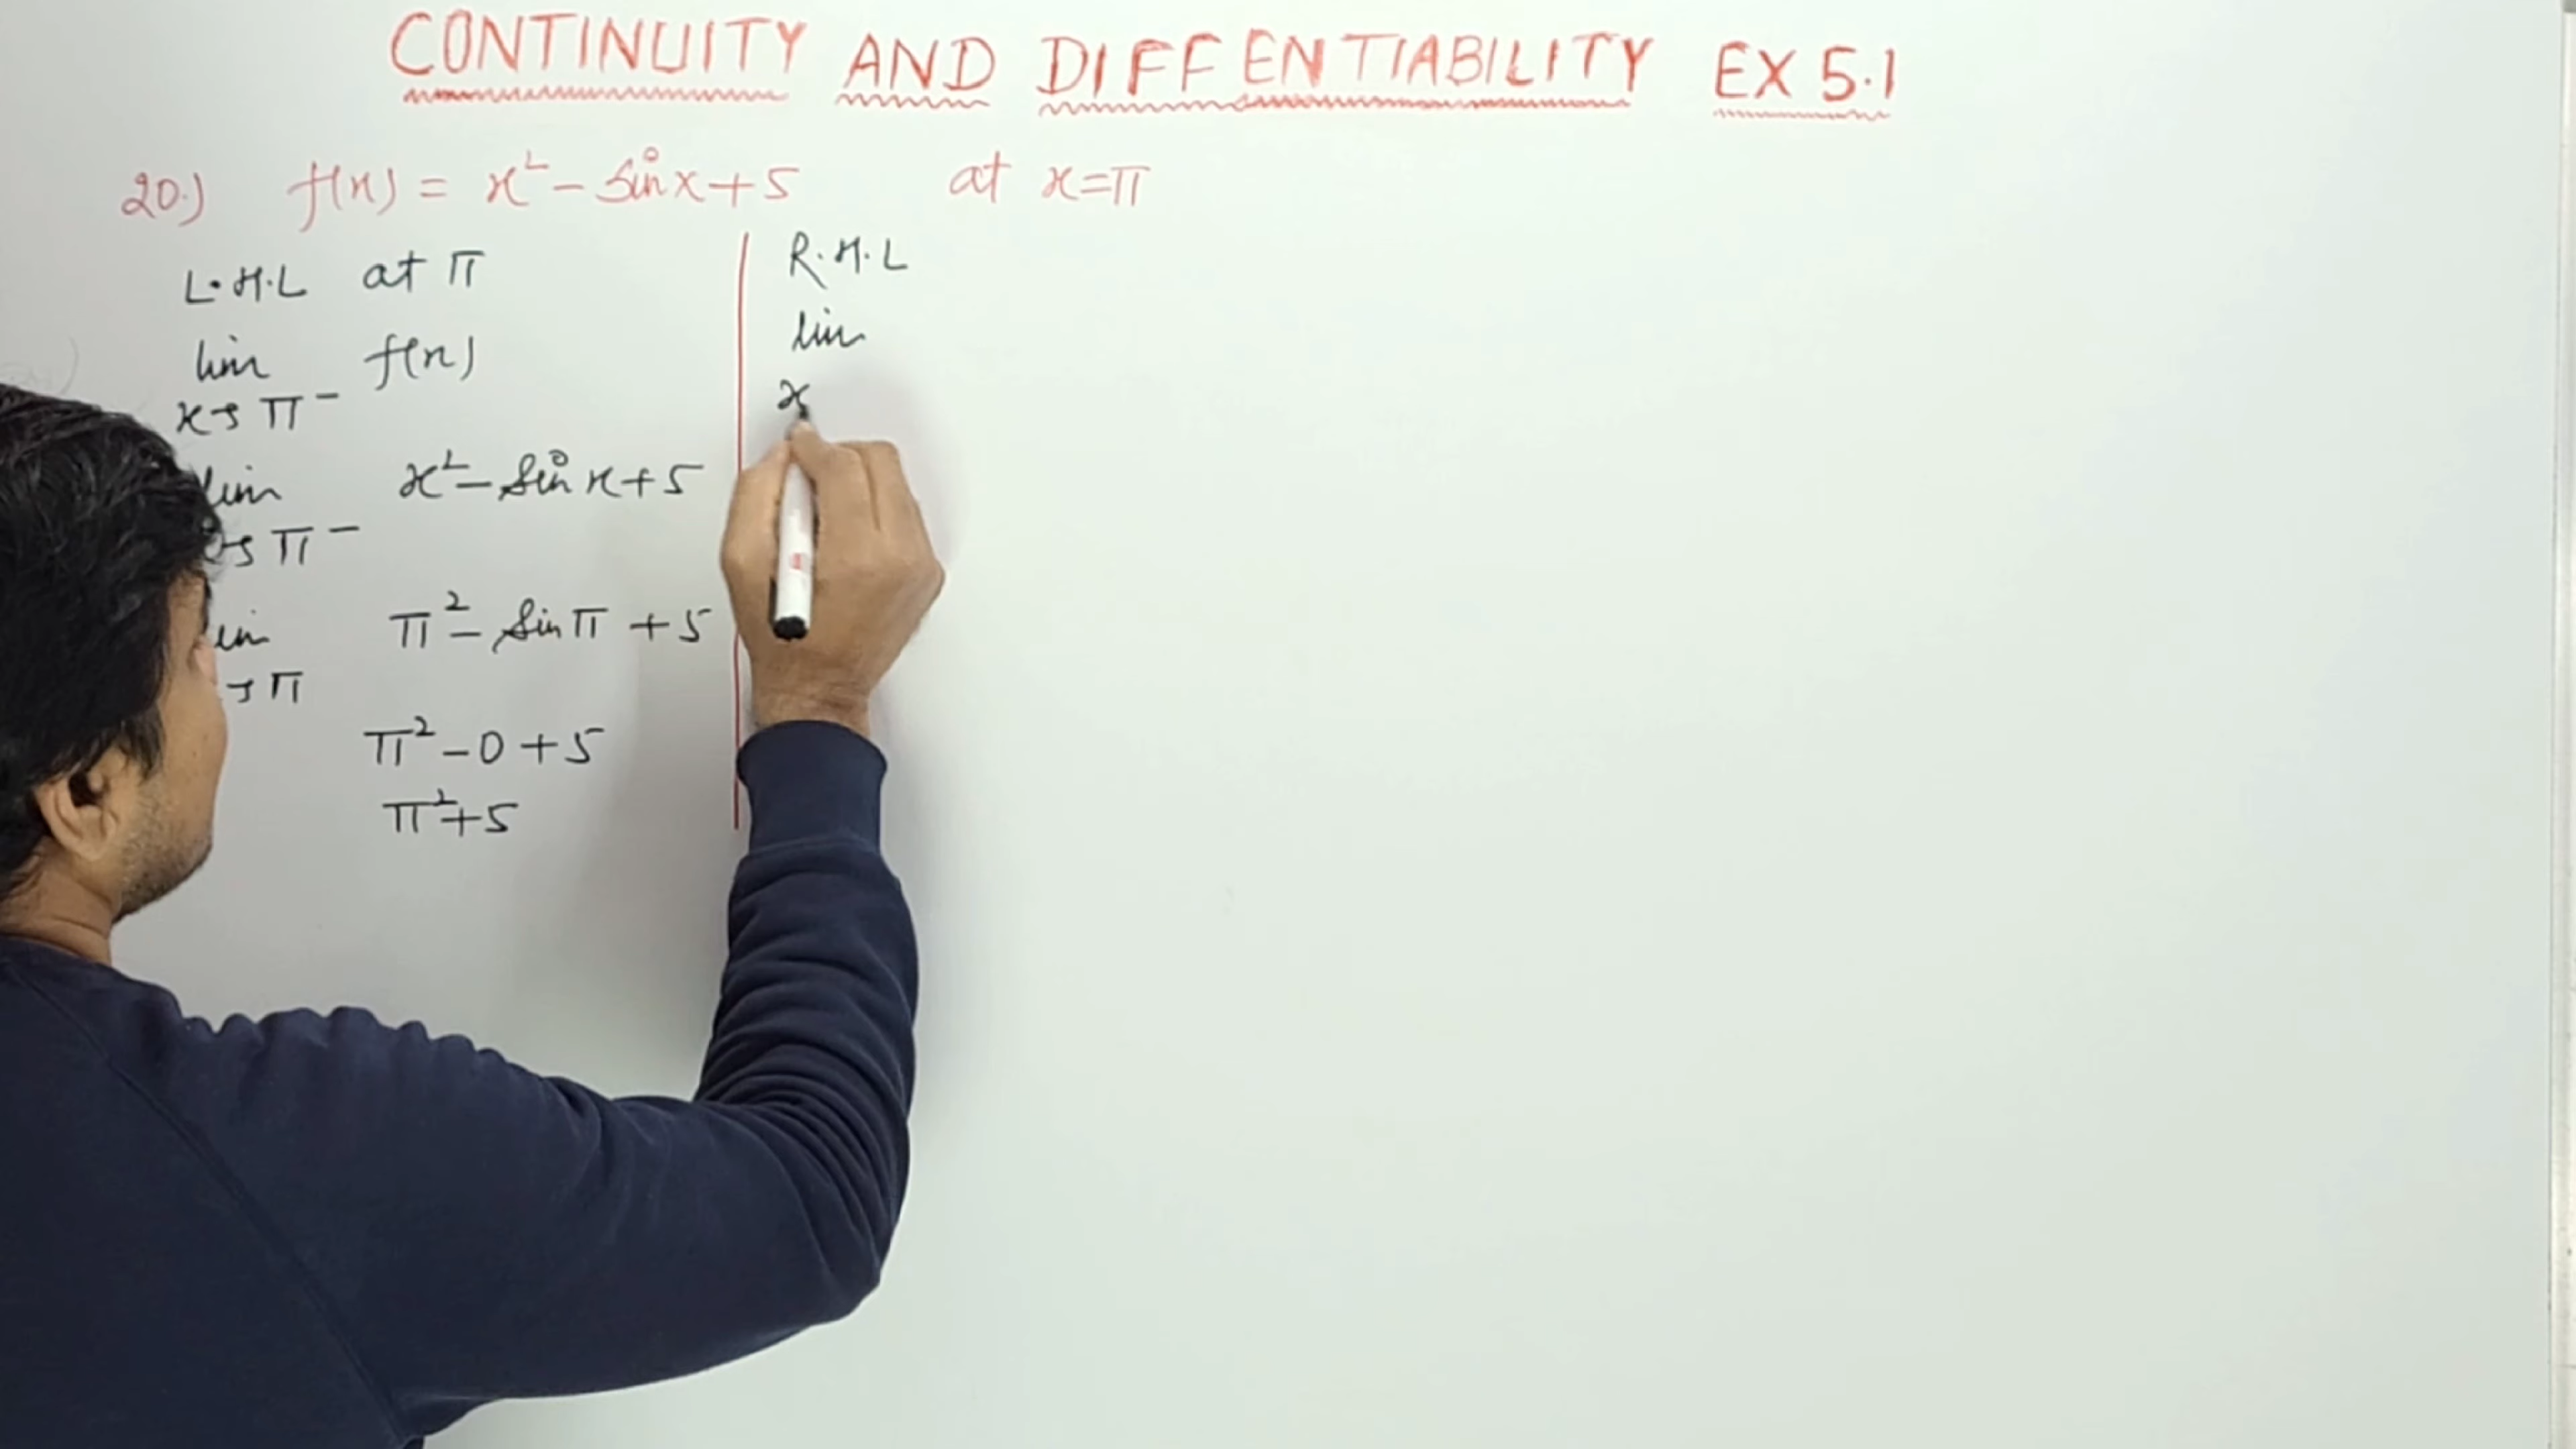 CONTINUITY AND DIFFENTIABILITY EX 5.1
20.) f(x) = x² - sin x + 5 at x = π
L.H.L at π
lim f(x)
x→π⁻
lim x² - sin x + 5
→π⁻
π² - sin π + 5
→π
π² - 0 + 5
π² + 5
R.H.L
lim
x